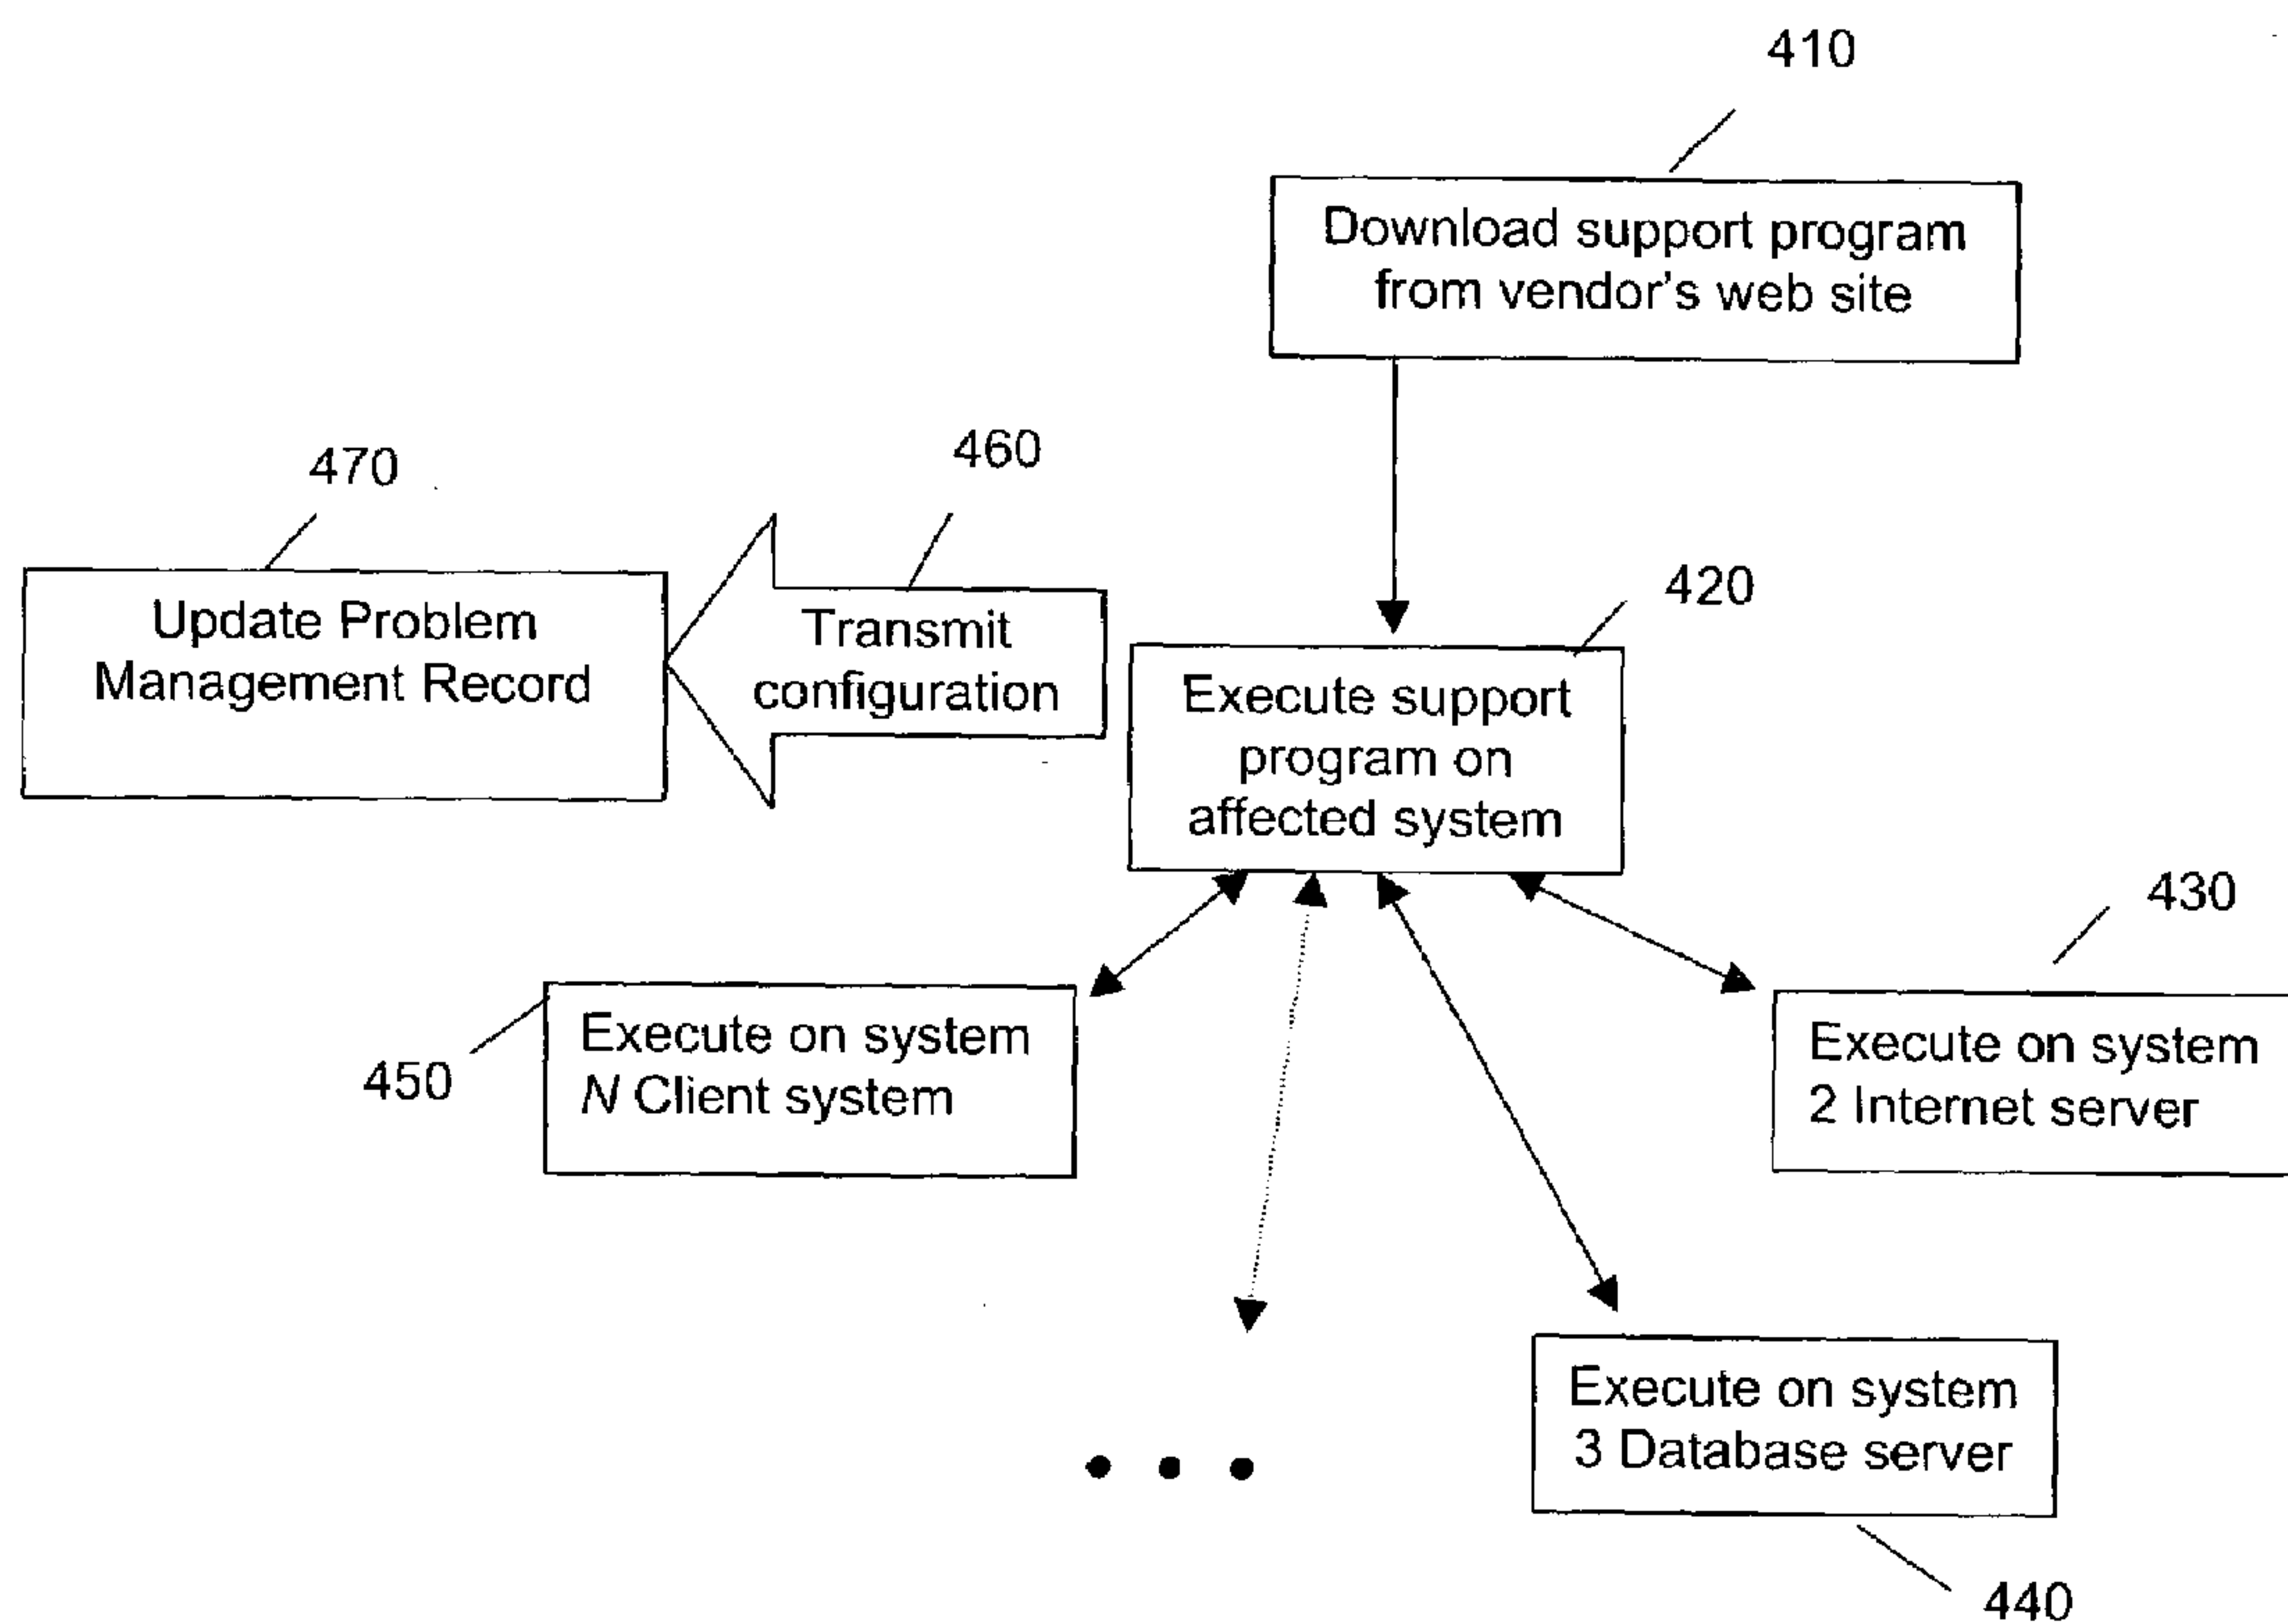 410
Download support program
from vendor's web site
470
460
Update Problem
Management Record
Transmit
configuration
420
Execute support
program on
affected system
430
450
Execute on system
N Client system
Execute on system
2 Internet server
Execute on system
3 Database server
440